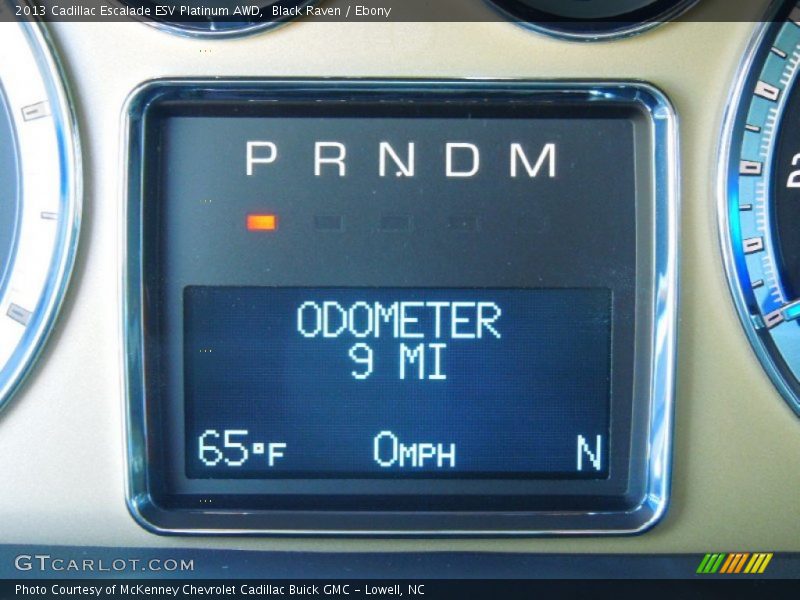 2013 Cadillac Escalade ESV Platinum AWD, Black Raven / Ebony
P R N D M
ODOMETER
9 MI
65°F 0MPH N
GTCARLOT.COM
Photo Courtesy of McKenney Chevrolet Cadillac Buick GMC - Lowell, NC